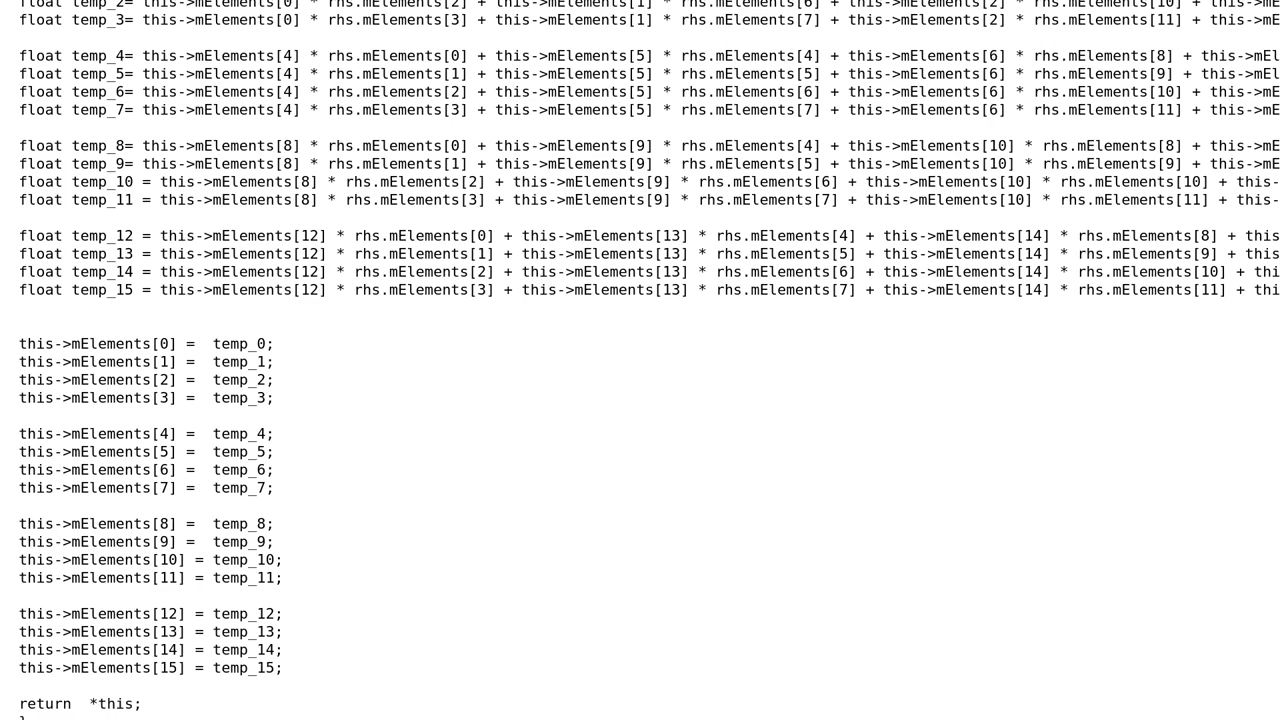 float temp_2= this->mElements[0] * rhs.mElements[2] + this->mElements[1] * rhs.mElements[6] + this->mElements[2] * rhs.mElements[10] + this->mE
float temp_3= this->mElements[0] * rhs.mElements[3] + this->mElements[1] * rhs.mElements[7] + this->mElements[2] * rhs.mElements[11] + this->mE
float temp_4= this->mElements[4] * rhs.mElements[0] + this->mElements[5] * rhs.mElements[4] + this->mElements[6] * rhs.mElements[8] + this->mEl
float temp_5= this->mElements[4] * rhs.mElements[1] + this->mElements[5] * rhs.mElements[5] + this->mElements[6] * rhs.mElements[9] + this->mEl
float temp_6= this->mElements[4] * rhs.mElements[2] + this->mElements[5] * rhs.mElements[6] + this->mElements[6] * rhs.mElements[10] + this->mE
float temp_7= this->mElements[4] * rhs.mElements[3] + this->mElements[5] * rhs.mElements[7] + this->mElements[6] * rhs.mElements[11] + this->mE
float temp_8= this->mElements[8] * rhs.mElements[0] + this->mElements[9] * rhs.mElements[4] + this->mElements[10] * rhs.mElements[8] + this->mE
float temp_9= this->mElements[8] * rhs.mElements[1] + this->mElements[9] * rhs.mElements[5] + this->mElements[10] * rhs.mElements[9] + this->mE
float temp_10 = this->mElements[8] * rhs.mElements[2] + this->mElements[9] * rhs.mElements[6] + this->mElements[10] * rhs.mElements[10] + this-
float temp_11 = this->mElements[8] * rhs.mElements[3] + this->mElements[9] * rhs.mElements[7] + this->mElements[10] * rhs.mElements[11] + this-
float temp_12 = this->mElements[12] * rhs.mElements[0] + this->mElements[13] * rhs.mElements[4] + this->mElements[14] * rhs.mElements[8] + this
float temp_13 = this->mElements[12] * rhs.mElements[1] + this->mElements[13] * rhs.mElements[5] + this->mElements[14] * rhs.mElements[9] + this
float temp_14 = this->mElements[12] * rhs.mElements[2] + this->mElements[13] * rhs.mElements[6] + this->mElements[14] * rhs.mElements[10] + thi
float temp_15 = this->mElements[12] * rhs.mElements[3] + this->mElements[13] * rhs.mElements[7] + this->mElements[14] * rhs.mElements[11] + thi
this->mElements[0] =  temp_0;
this->mElements[1] =  temp_1;
this->mElements[2] =  temp_2;
this->mElements[3] =  temp_3;
this->mElements[4] =  temp_4;
this->mElements[5] =  temp_5;
this->mElements[6] =  temp_6;
this->mElements[7] =  temp_7;
this->mElements[8] =  temp_8;
this->mElements[9] =  temp_9;
this->mElements[10] = temp_10;
this->mElements[11] = temp_11;
this->mElements[12] = temp_12;
this->mElements[13] = temp_13;
this->mElements[14] = temp_14;
this->mElements[15] = temp_15;
return  *this;
}